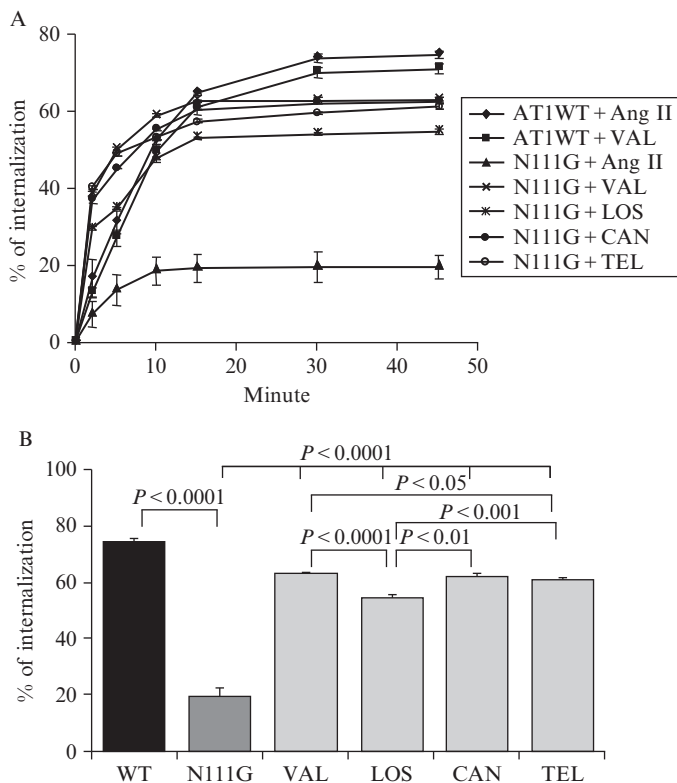 A
80
60
40
20
0
0 10 20 30 40 50
% of internalization
Minute
AT1WT + Ang II
AT1WT + VAL
N111G + Ang II
N111G + VAL
N111G + LOS
N111G + CAN
N111G + TEL
B
100
80
60
40
20
0
% of internalization
P < 0.0001
P < 0.0001
P < 0.05
P < 0.001
P < 0.0001 P < 0.01
WT N111G VAL LOS CAN TEL